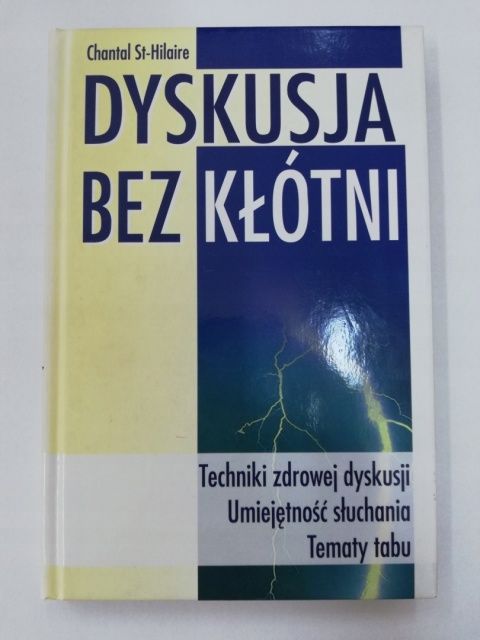 Chantal St-Hilaire
DYSKUSJA
BEZ KŁÓTNI
Techniki zdrowej dyskusji
Umiejętność słuchania
Tematy tabu